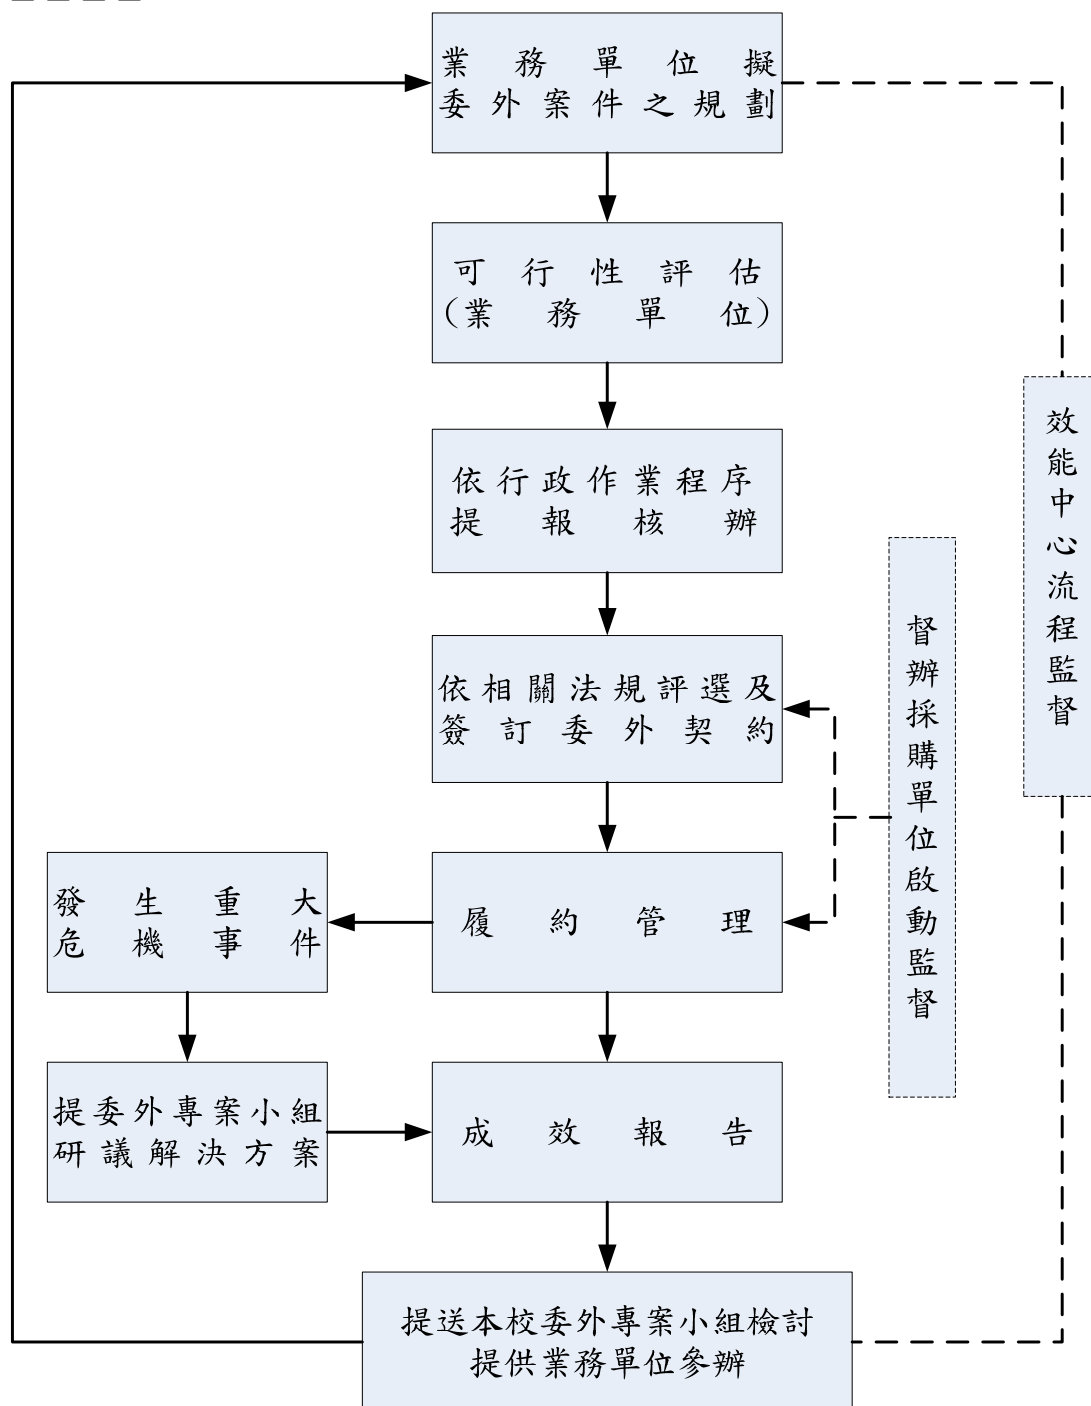 業務單位擬
委外案件之規劃
可行性評估
(業務單位)
依行政作業程序
提報核辦
依相關法規評選及
簽訂委外契約
履約管理
發生重大
危機事件
提委外專案小組
研議解決方案
成效報告
提送本校委外專案小組檢討
提供業務單位參辦
督辦採購單位啟動監督
效能中心流程監督